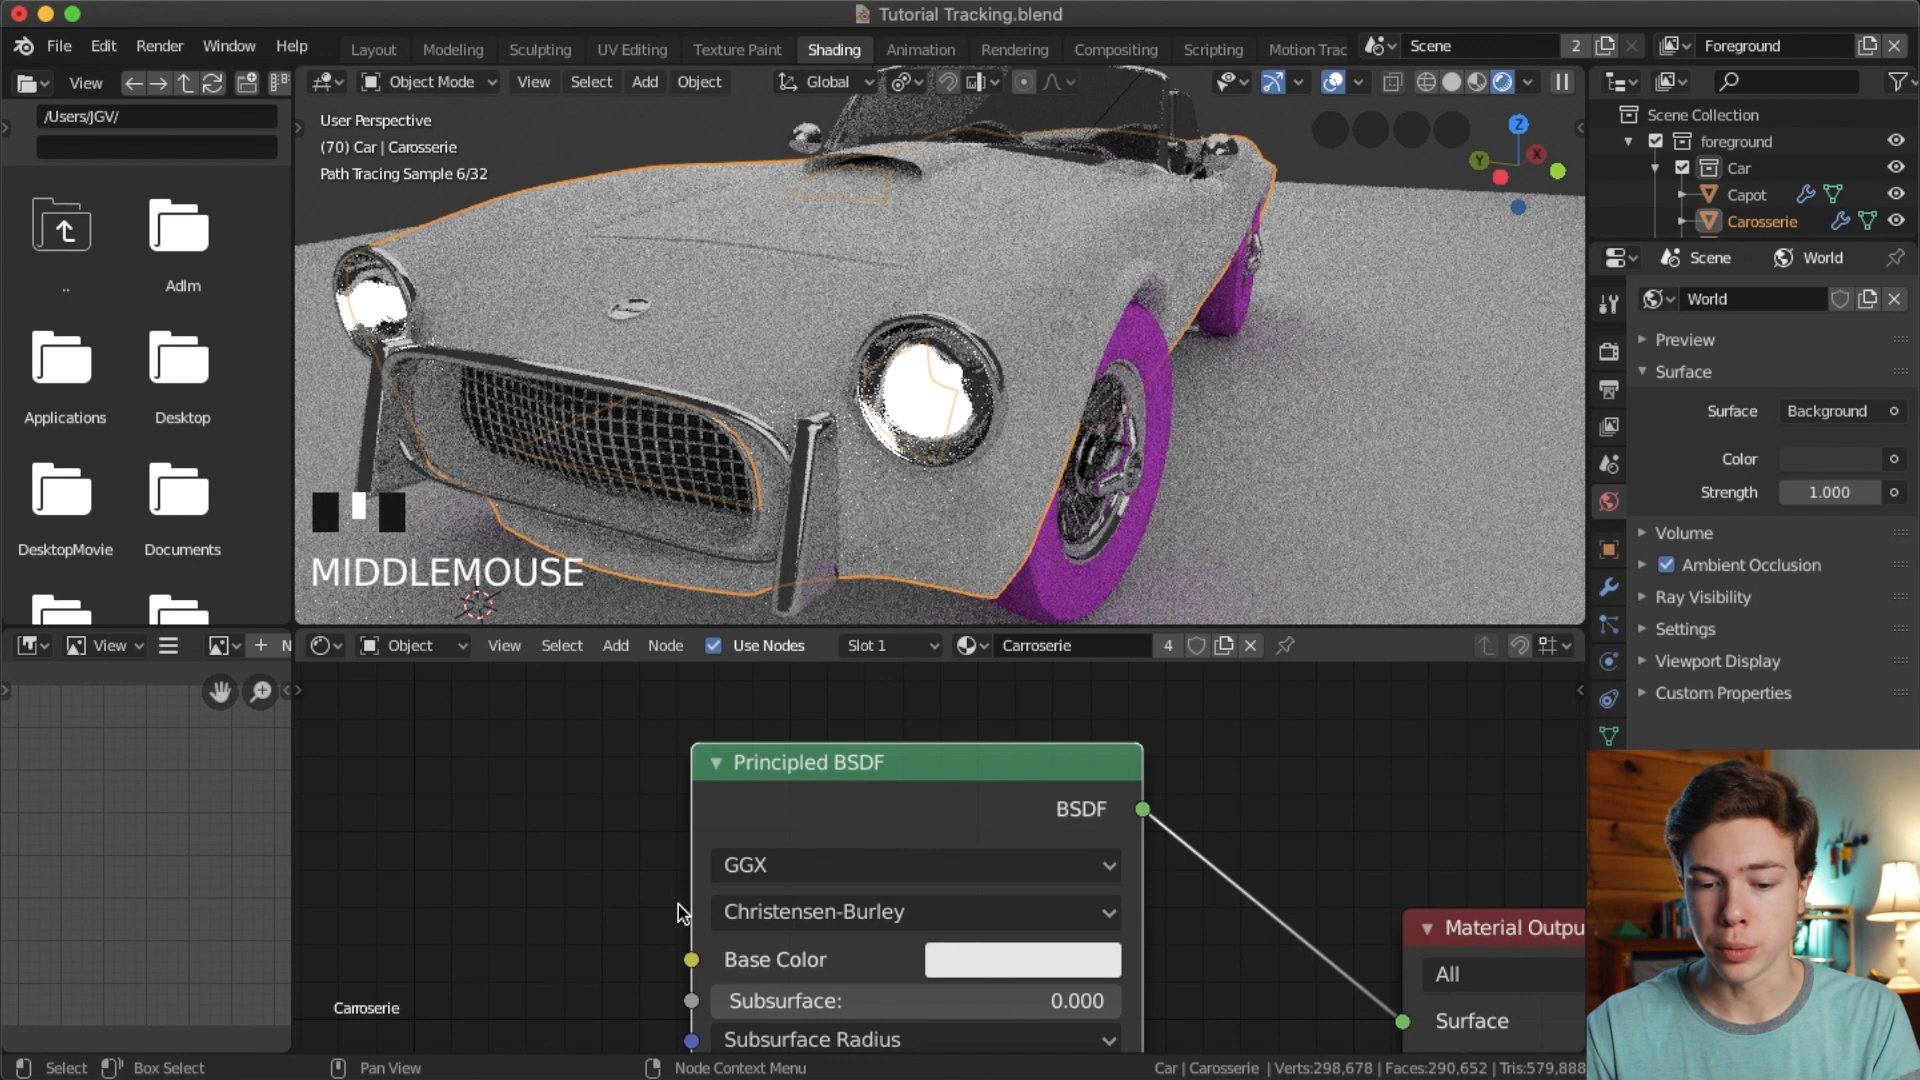 Tutorial Tracking.blend
File Edit Render Window Help
Layout Modeling Sculpting UV Editing Texture Paint Shading Animation Rendering Compositing Scripting Motion Trac
Scene 2 Foreground
View
Object Mode View Select Add Object Global
/Users/JGV/
User Perspective
(70) Car | Carosserie
Path Tracing Sample 6/32
Z
Y
X
Scene Collection
foreground
Car
Capot
Carosserie
Scene World
World
Preview
Surface
Surface Background
Color
Strength 1.000
Volume
Ambient Occlusion
Ray Visibility
Settings
Viewport Display
Custom Properties
..
Adlm
Applications
Desktop
DesktopMovie
Documents
MIDDLEMOUSE
View N
Object View Select Add Node Use Nodes Slot 1 Carroserie 4
Principled BSDF
BSDF
GGX
Christensen-Burley
Base Color
Subsurface: 0.000
Subsurface Radius
Material Outpu
All
Surface
Carroserie
Select Box Select Pan View Node Context Menu
Car | Carosserie | Verts:298,678 | Faces:290,652 | Tris:579,888